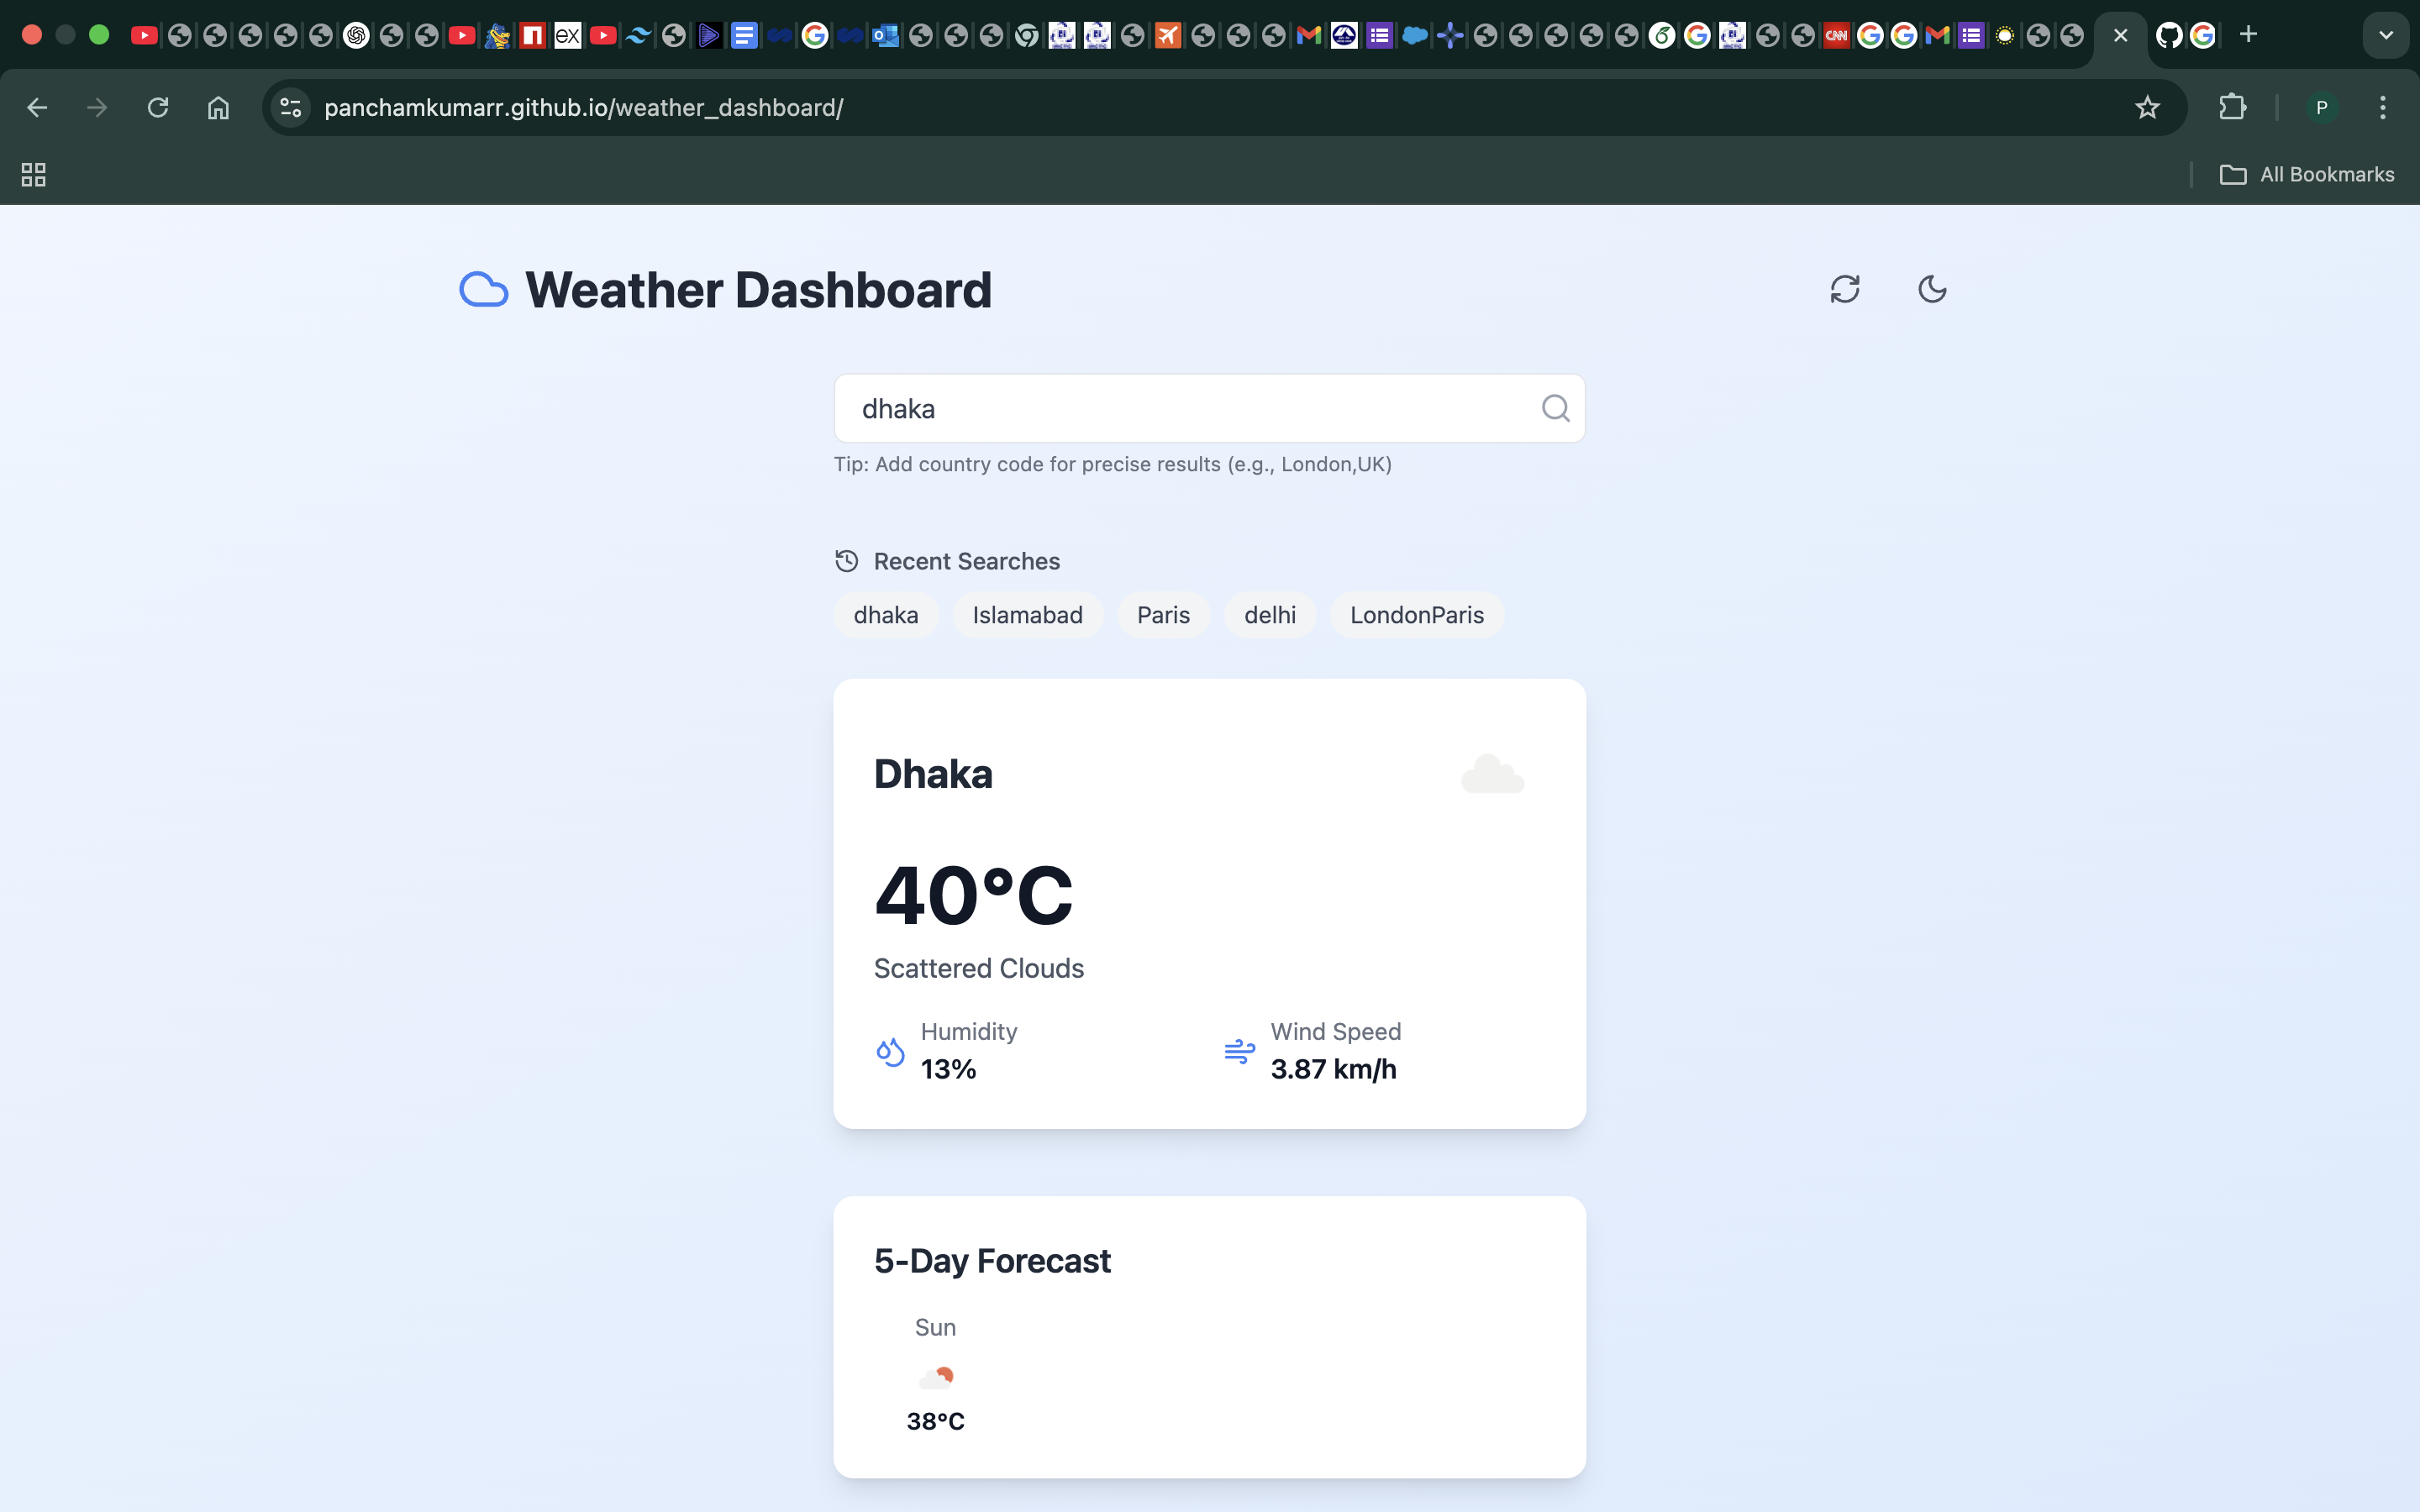 ex
CNN
panchamkumarr.github.io/weather_dashboard/
P
All Bookmarks
Weather Dashboard
dhaka
Tip: Add country code for precise results (e.g., London,UK)
Recent Searches
dhaka Islamabad Paris delhi LondonParis
Dhaka
40°C
Scattered Clouds
Humidity Wind Speed
13% 3.87 km/h
5-Day Forecast
Sun
38°C